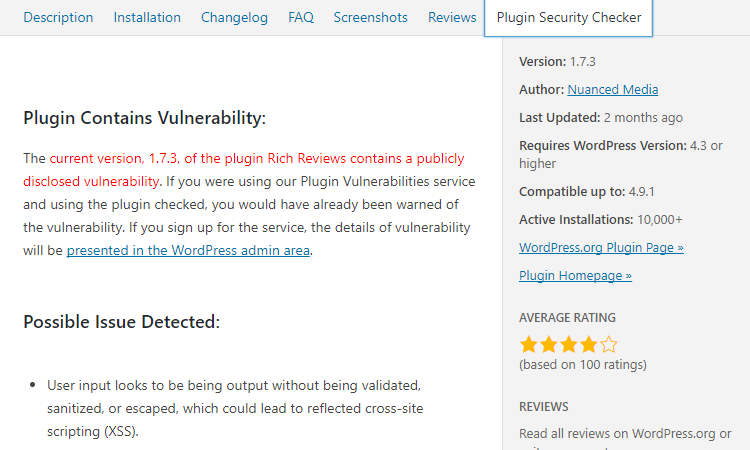 Description Installation Changelog FAQ Screenshots Reviews Plugin Security Checker
Plugin Contains Vulnerability:
The current version, 1.7.3, of the plugin Rich Reviews contains a publicly
disclosed vulnerability. If you were using our Plugin Vulnerabilities service
and using the plugin checked, you would have already been warned of
the vulnerability. If you sign up for the service, the details of vulnerability
will be presented in the WordPress admin area.
Possible Issue Detected:
User input looks to be being output without being validated,
sanitized, or escaped, which could lead to reflected cross-site
scripting (XSS).
Version: 1.7.3
Author: Nuanced Media
Last Updated: 2 months ago
Requires WordPress Version: 4.3 or
higher
Compatible up to: 4.9.1
Active Installations: 10,000+
WordPress.org Plugin Page »
Plugin Homepage »
AVERAGE RATING
(based on 100 ratings)
REVIEWS
Read all reviews on WordPress.org or